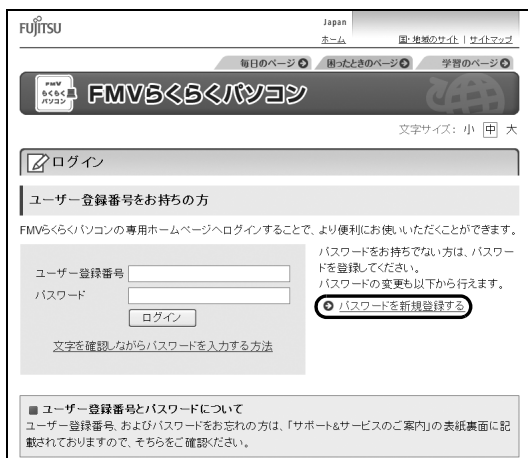 FUJITSU
Japan
ホーム
国・地域のサイト | サイトマップ
毎日のページ 困ったときのページ 学習のページ
FMV
らくらく
パソコン
FMVらくらくパソコン
文字サイズ: 小 中 大
ログイン
ユーザー登録番号をお持ちの方
FMVらくらくパソコンの専用ホームページへログインすることで、より便利にお使いいただくことができます。
ユーザー登録番号
パスワード
ログイン
文字を確認しながらパスワードを入力する方法
パスワードをお持ちでない方は、パスワー
ドを登録してください。
パスワードの変更も以下から行えます。
パスワードを新規登録する
■ ユーザー登録番号とパスワードについて
ユーザー登録番号、およびパスワードをお忘れの方は、「サポート&サービスのご案内」の表紙裏面に記
載されておりますので、そちらをご確認ください。